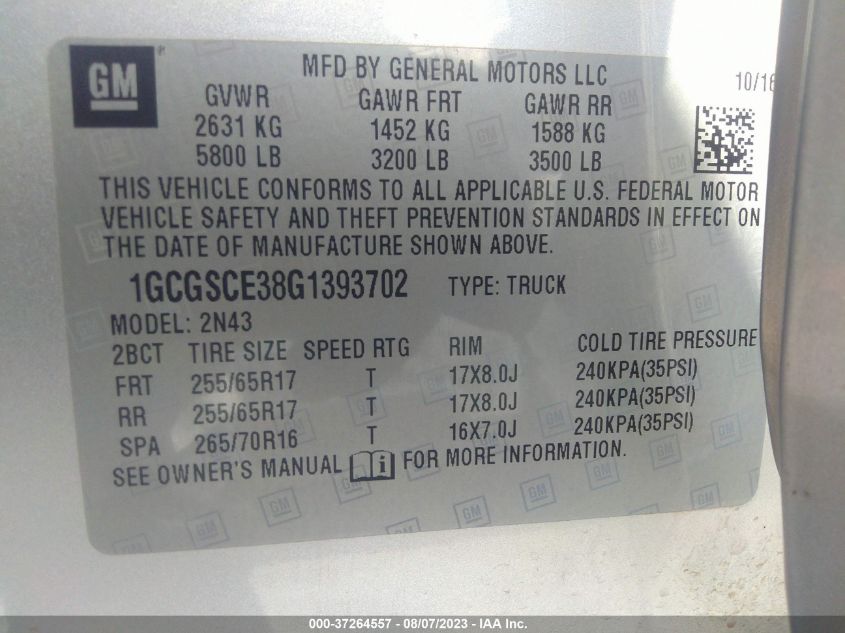 GM
MFD BY GENERAL MOTORS LLC
10/16
GVWR GAWR FRT GAWR RR
2631 KG 1452 KG 1588 KG
5800 LB 3200 LB 3500 LB
THIS VEHICLE CONFORMS TO ALL APPLICABLE U.S. FEDERAL MOTOR
VEHICLE SAFETY AND THEFT PREVENTION STANDARDS IN EFFECT ON
THE DATE OF MANUFACTURE SHOWN ABOVE.
1GCGSCE38G1393702 TYPE: TRUCK
MODEL: 2N43
2BCT TIRE SIZE SPEED RTG RIM COLD TIRE PRESSURE
FRT 255/65R17 T 17X8.0J 240KPA(35PSI)
RR 255/65R17 T 17X8.0J 240KPA(35PSI)
SPA 265/70R16 T 16X7.0J 240KPA(35PSI)
SEE OWNER'S MANUAL i FOR MORE INFORMATION.
000-37264557 - 08/07/2023 - IAA Inc.